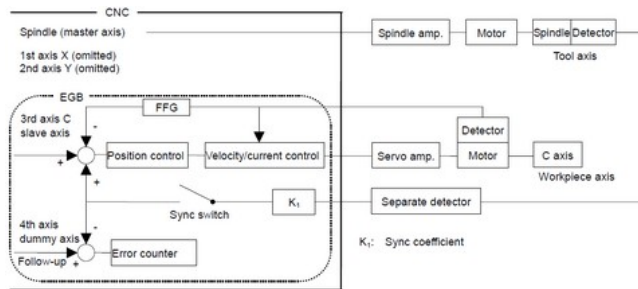 CNC
Spindle (master axis)
Spindle amp.
Motor
Spindle
Detector
Tool axis
1st axis X (omitted)
2nd axis Y (omitted)
EGB
FFG
3rd axis C
slave axis
-
+
+
Position control
Velocity/current control
Servo amp.
Detector
Motor
C axis
Workpiece axis
Sync switch
K₁
Separate detector
4th axis
dummy axis
-
Follow-up
+
Error counter
K₁: Sync coefficient